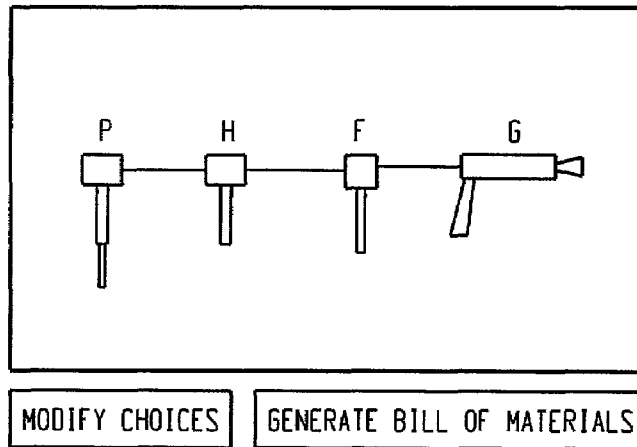 P H F G
MODIFY CHOICES GENERATE BILL OF MATERIALS